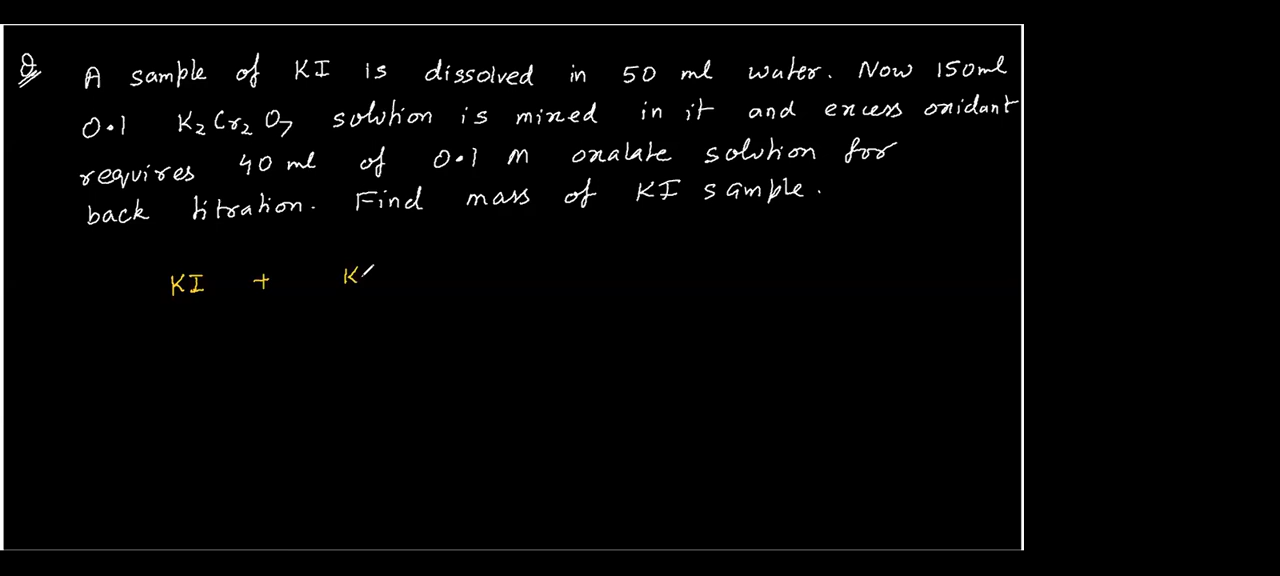 Q A sample of KI is dissolved in 50 ml water. Now 150ml
0.1 K₂Cr₂O₇ solution is mixed in it and excess oxidant
requires 40 ml of 0.1 M oxalate solution for
back titration. Find mass of KI sample.
KI + K